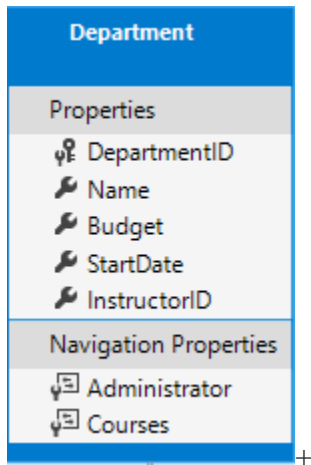 Department
Properties
DepartmentID
Name
Budget
StartDate
InstructorID
Navigation Properties
Administrator
Courses